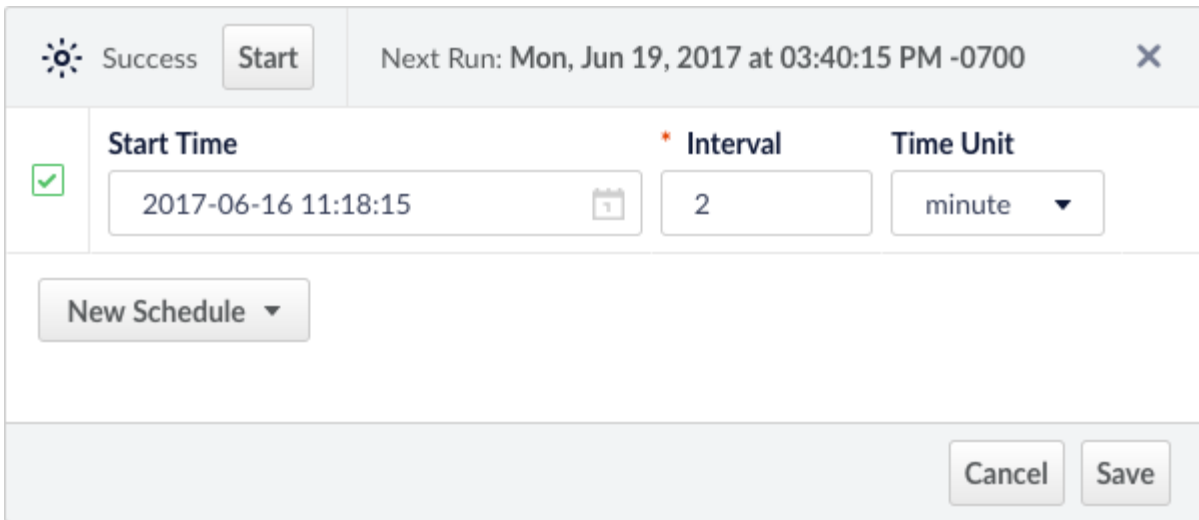 Success Start Next Run: Mon, Jun 19, 2017 at 03:40:15 PM -0700
Start Time * Interval Time Unit
2017-06-16 11:18:15 2 minute
New Schedule
Cancel Save